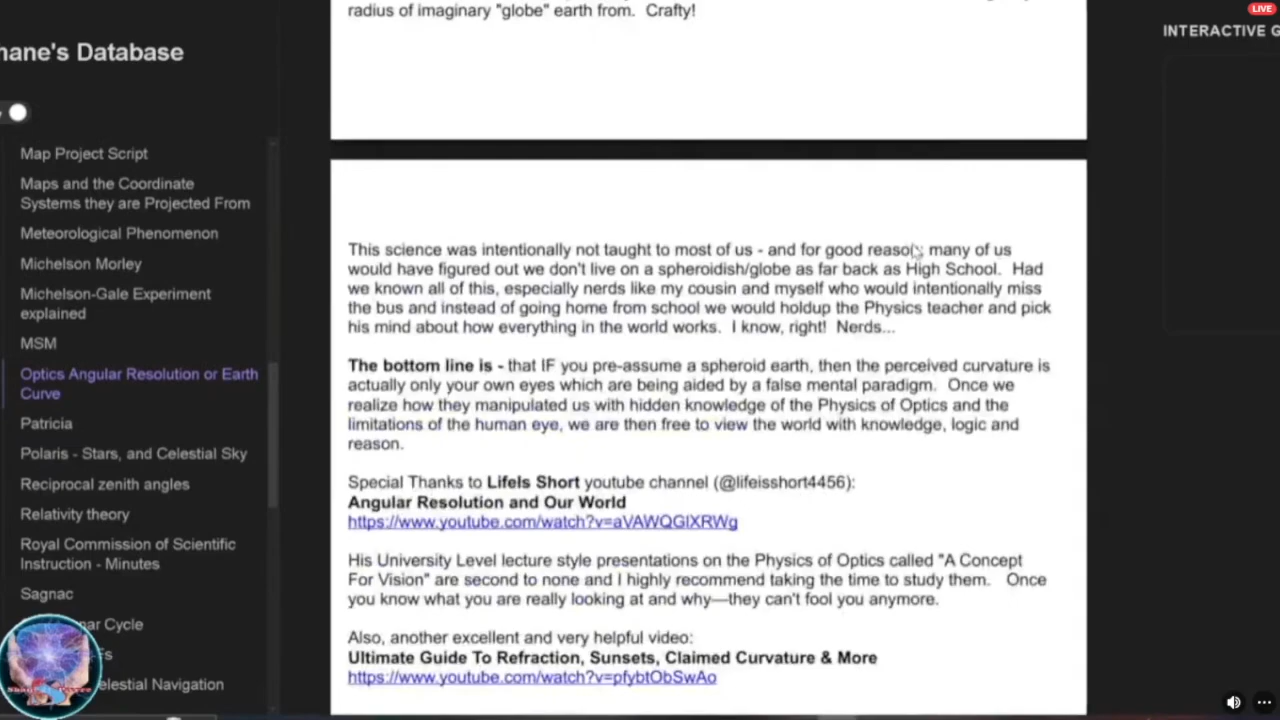 LIVE
radius of imaginary "globe" earth from. Crafty!
INTERACTIVE G
hane's Database
Map Project Script
Maps and the Coordinate
Systems they are Projected From
Meteorological Phenomenon
Michelson Morley
Michelson-Gale Experiment
explained
MSM
Optics Angular Resolution or Earth
Curve
Patricia
Polaris - Stars, and Celestial Sky
Reciprocal zenith angles
Relativity theory
Royal Commission of Scientific
Instruction - Minutes
Sagnac
ar Cycle
Fs
elestial Navigation
This science was intentionally not taught to most of us - and for good reason; many of us
would have figured out we don't live on a spheroidish/globe as far back as High School. Had
we known all of this, especially nerds like my cousin and myself who would intentionally miss
the bus and instead of going home from school we would holdup the Physics teacher and pick
his mind about how everything in the world works. I know, right! Nerds...
The bottom line is - that IF you pre-assume a spheroid earth, then the perceived curvature is
actually only your own eyes which are being aided by a false mental paradigm. Once we
realize how they manipulated us with hidden knowledge of the Physics of Optics and the
limitations of the human eye, we are then free to view the world with knowledge, logic and
reason.
Special Thanks to LifeIs Short youtube channel (@lifeisshort4456):
Angular Resolution and Our World
https://www.youtube.com/watch?v=aVAWQGlXRWg
His University Level lecture style presentations on the Physics of Optics called "A Concept
For Vision" are second to none and I highly recommend taking the time to study them. Once
you know what you are really looking at and why—they can't fool you anymore.
Also, another excellent and very helpful video:
Ultimate Guide To Refraction, Sunsets, Claimed Curvature & More
https://www.youtube.com/watch?v=pfybtObSwAo